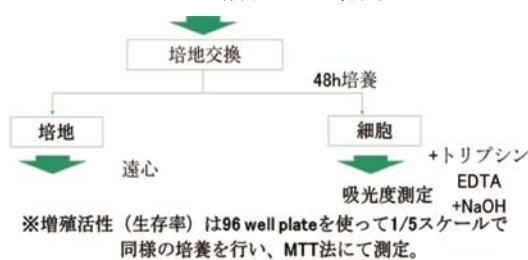 培地交換
48h培養
培地
細胞
遠心
+トリプシン
EDTA
吸光度測定
+NaOH
※増殖活性(生存率)は96 well plateを使って1/5スケールで
同様の培養を行い、MTT法にて測定。